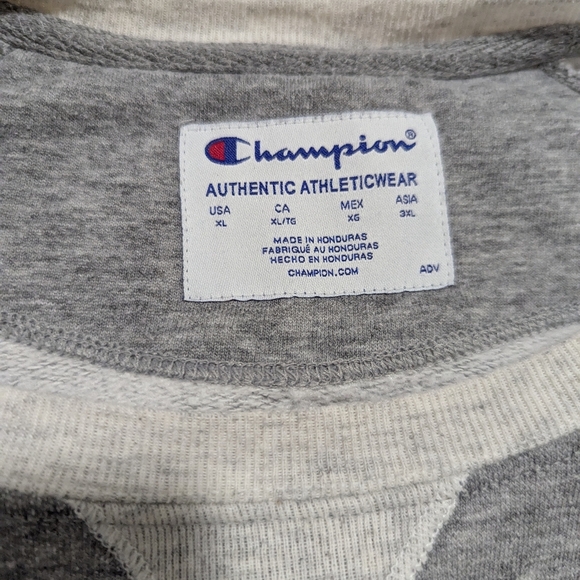 Champion®
AUTHENTIC ATHLETICWEAR
USA CA MEX ASIA
XL XL/TG XG 3XL
MADE IN HONDURAS
FABRIQUÉ AU HONDURAS
HECHO EN HONDURAS
CHAMPION.COM
ADV